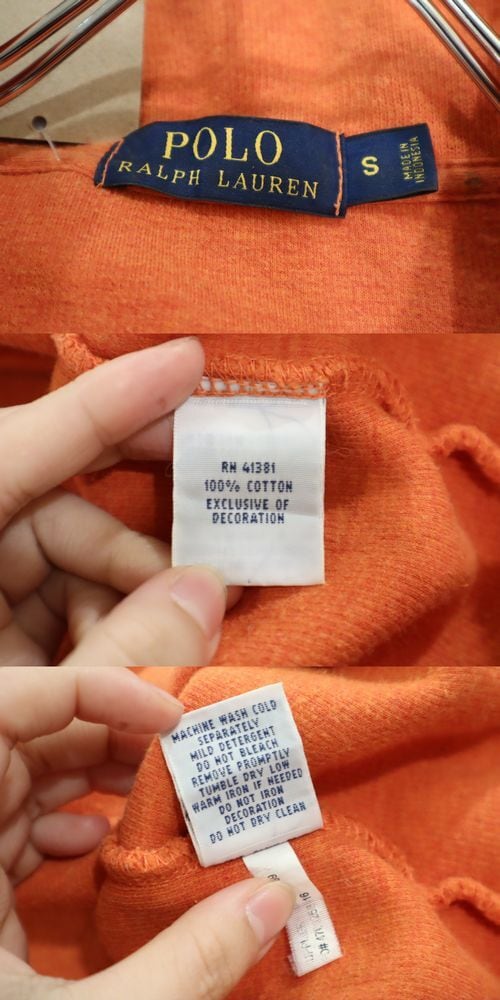 POLO
RALPH LAUREN
S
MADE IN
INDONESIA
RN 41381
100% COTTON
EXCLUSIVE OF
DECORATION
MACHINE WASH COLD
SEPARATELY
MILD DETERGENT
DO NOT BLEACH
REMOVE PROMPTLY
TUMBLE DRY LOW
WARM IRON IF NEEDED
DO NOT IRON
DECORATION
DO NOT DRY CLEAN